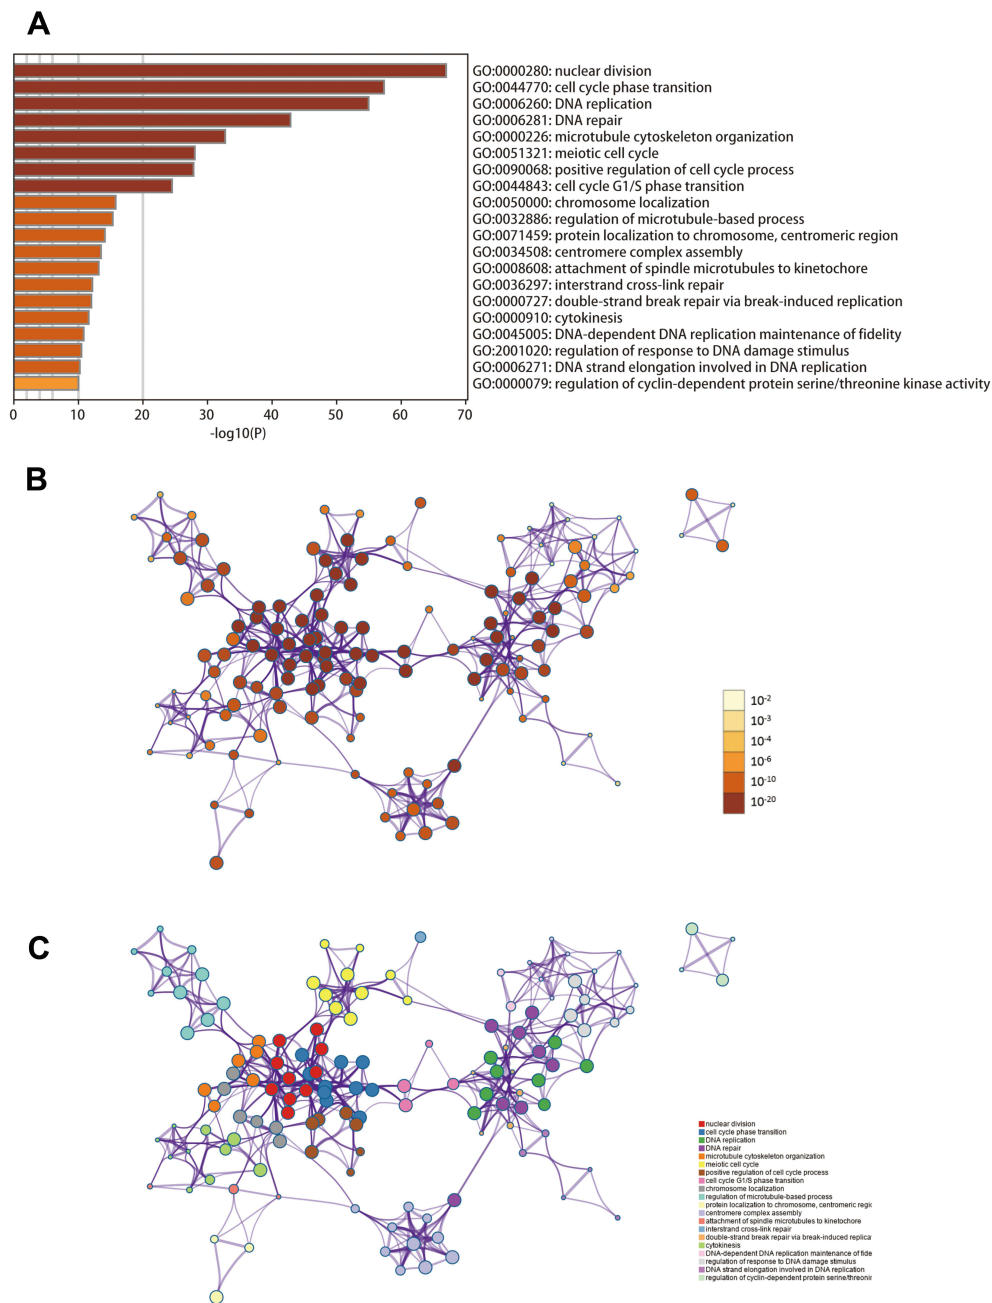 A
GO:0000280: nuclear division
GO:0044770: cell cycle phase transition
GO:0006260: DNA replication
GO:0006281: DNA repair
GO:0000226: microtubule cytoskeleton organization
GO:0051321: meiotic cell cycle
GO:0090068: positive regulation of cell cycle process
GO:0044843: cell cycle G1/S phase transition
GO:0050000: chromosome localization
GO:0032886: regulation of microtubule-based process
GO:0071459: protein localization to chromosome, centromeric region
GO:0034508: centromere complex assembly
GO:0008608: attachment of spindle microtubules to kinetochore
GO:0036297: interstrand cross-link repair
GO:0000727: double-strand break repair via break-induced replication
GO:0000910: cytokinesis
GO:0045005: DNA-dependent DNA replication maintenance of fidelity
GO:2001020: regulation of response to DNA damage stimulus
GO:0006271: DNA strand elongation involved in DNA replication
GO:0000079: regulation of cyclin-dependent protein serine/threonine kinase activity
0 10 20 30 40 50 60 70
-log10(P)
B
10-2
10-3
10-4
10-6
10-10
10-20
C
nuclear division
cell cycle phase transition
DNA replication
DNA repair
microtubule cytoskeleton organization
meiotic cell cycle
positive regulation of cell cycle process
cell cycle G1/S phase transition
chromosome localization
regulation of microtubule-based process
protein localization to chromosome, centromeric regio
centromere complex assembly
attachment of spindle microtubules to kinetochore
interstrand cross-link repair
double-strand break repair via break-induced replica
cytokinesis
DNA-dependent DNA replication maintenance of fide
regulation of response to DNA damage stimulus
DNA strand elongation involved in DNA replication
regulation of cyclin-dependent protein serine/threonin